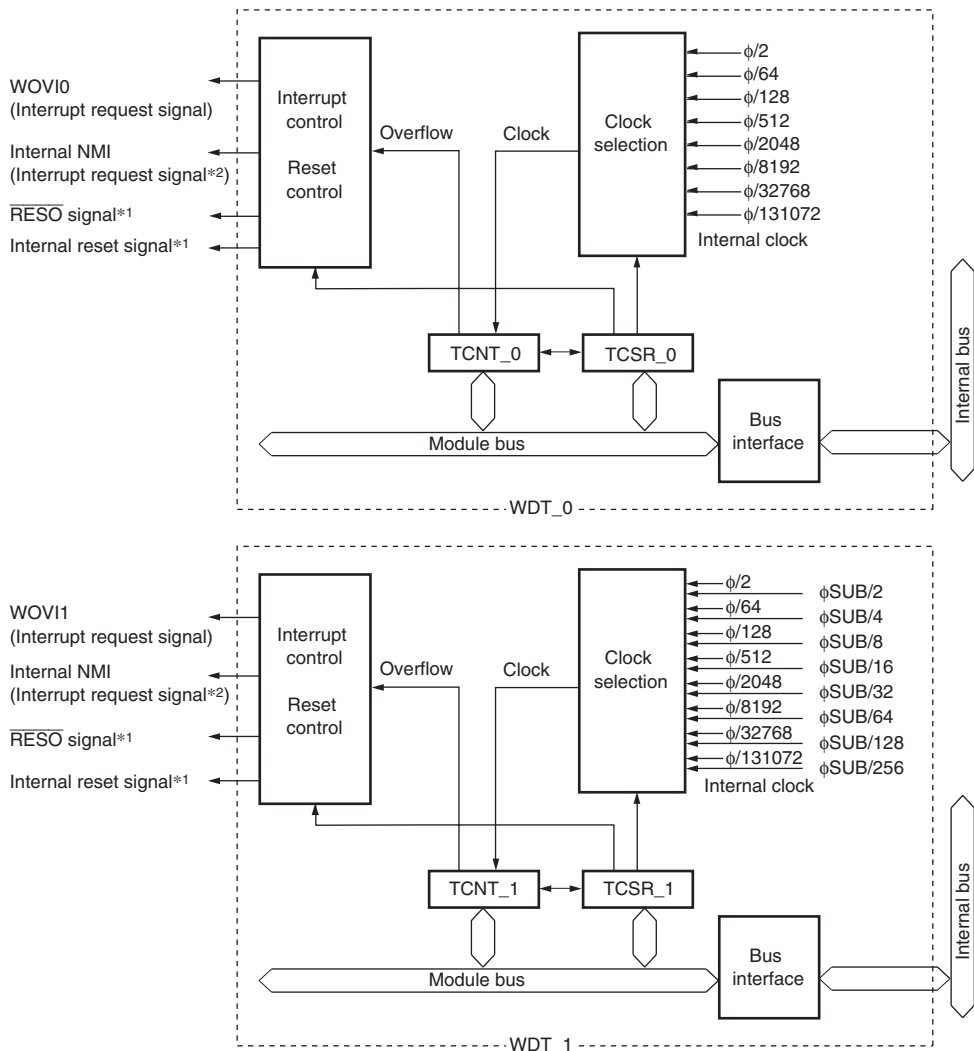 WOVI0
(Interrupt request signal)
Internal NMI
(Interrupt request signal*2)
RESO signal*1
Internal reset signal*1
Interrupt
control
Reset
control
Overflow
Clock
Clock
selection
ϕ/2
ϕ/64
ϕ/128
ϕ/512
ϕ/2048
ϕ/8192
ϕ/32768
ϕ/131072
Internal clock
TCNT_0
TCSR_0
Module bus
Bus
interface
Internal bus
WDT_0
WOVI1
(Interrupt request signal)
Internal NMI
(Interrupt request signal*2)
RESO signal*1
Internal reset signal*1
Interrupt
control
Reset
control
Overflow
Clock
Clock
selection
ϕ/2
ϕSUB/2
ϕ/64
ϕSUB/4
ϕ/128
ϕSUB/8
ϕ/512
ϕSUB/16
ϕ/2048
ϕSUB/32
ϕ/8192
ϕSUB/64
ϕ/32768
ϕSUB/128
ϕ/131072
ϕSUB/256
Internal clock
TCNT_1
TCSR_1
Module bus
Bus
interface
Internal bus
WDT_1